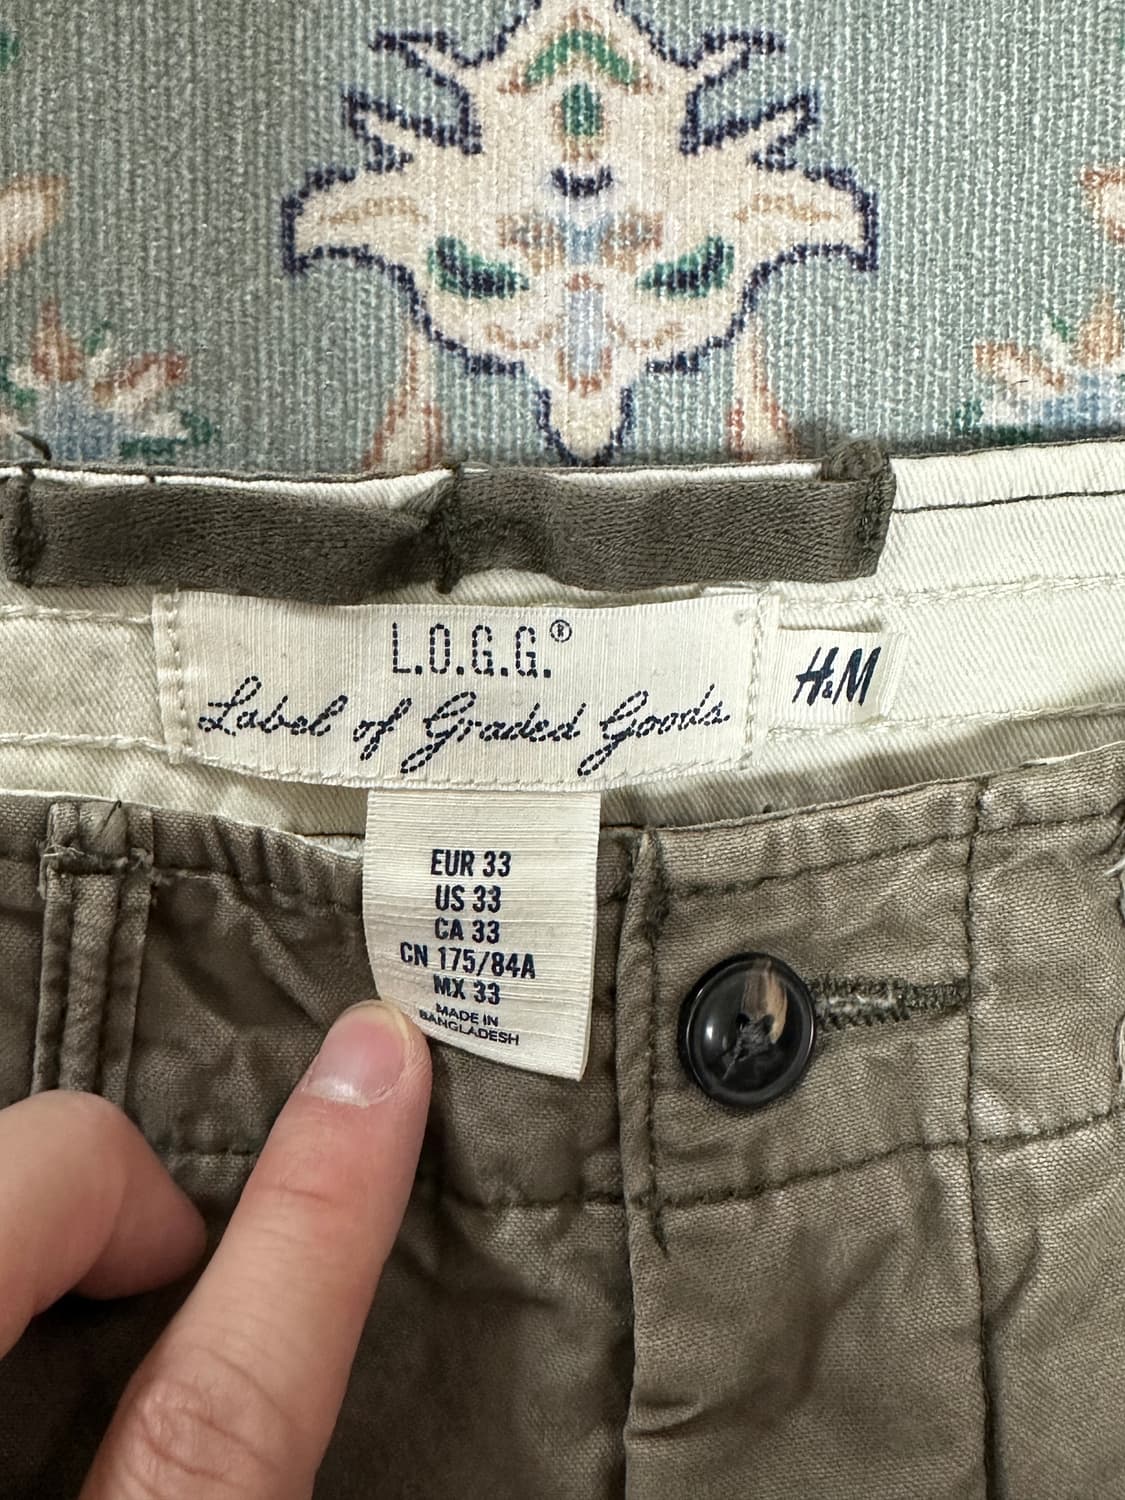 L.O.G.G.®
Label of Graded Goods
H&M
EUR 33
US 33
CA 33
CN 175/84A
MX 33
MADE IN
BANGLADESH